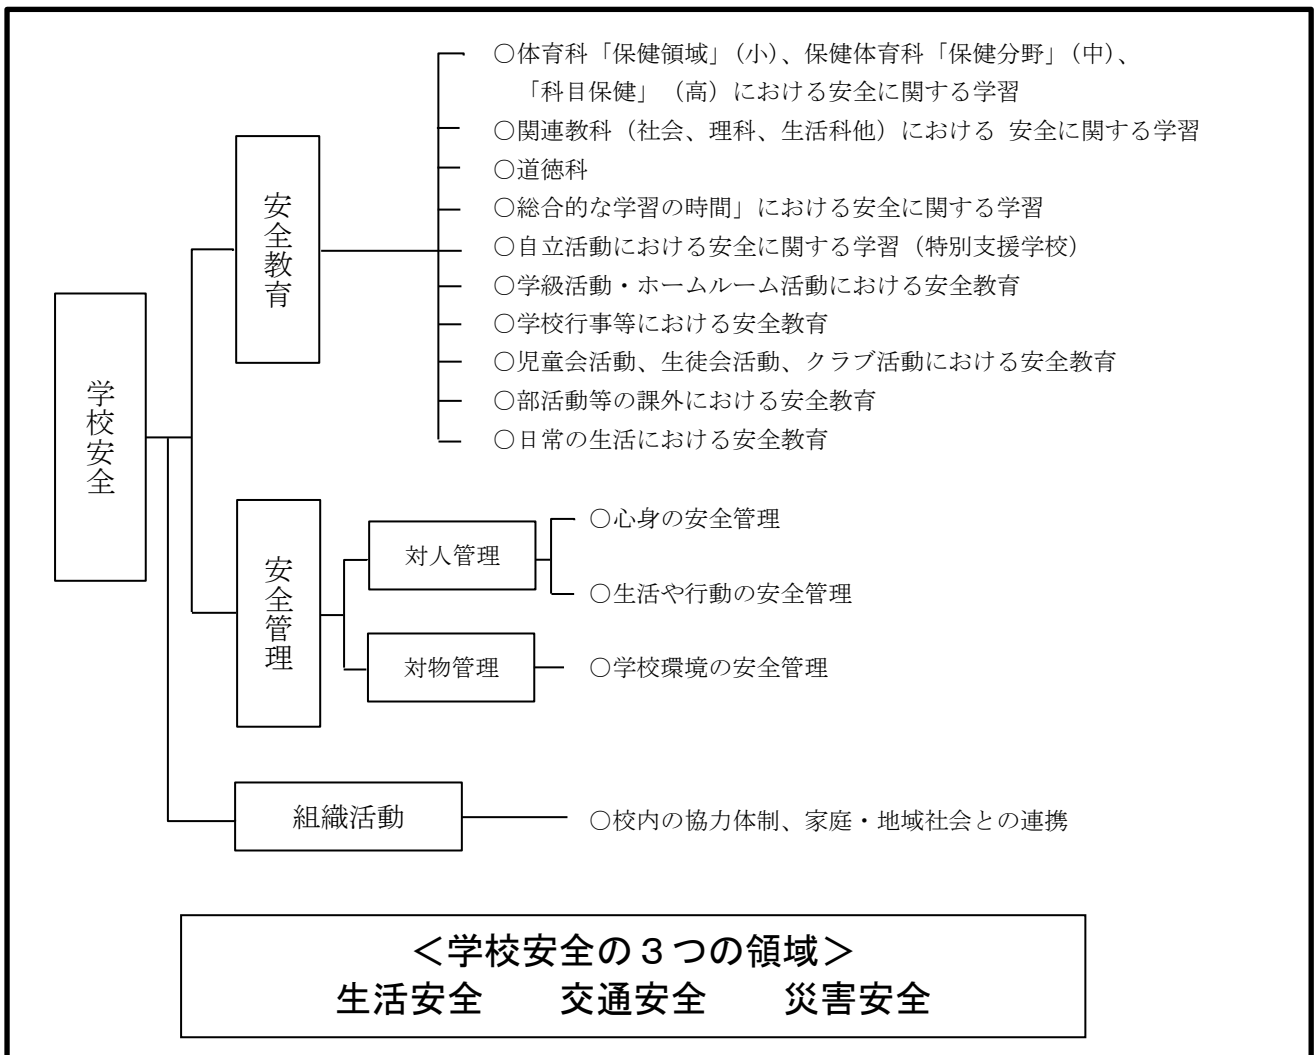 学校安全
安全教育
○体育科「保健領域」（小）、保健体育科「保健分野」（中）、
「科目保健」（高）における安全に関する学習
○関連教科（社会、理科、生活科他）における 安全に関する学習
○道徳科
○総合的な学習の時間」における安全に関する学習
○自立活動における安全に関する学習（特別支援学校）
○学級活動・ホームルーム活動における安全教育
○学校行事等における安全教育
○児童会活動、生徒会活動、クラブ活動における安全教育
○部活動等の課外における安全教育
○日常の生活における安全教育
安全管理
対人管理
○心身の安全管理
○生活や行動の安全管理
対物管理
○学校環境の安全管理
組織活動
○校内の協力体制、家庭・地域社会との連携
＜学校安全の３つの領域＞
生活安全　　交通安全　　災害安全